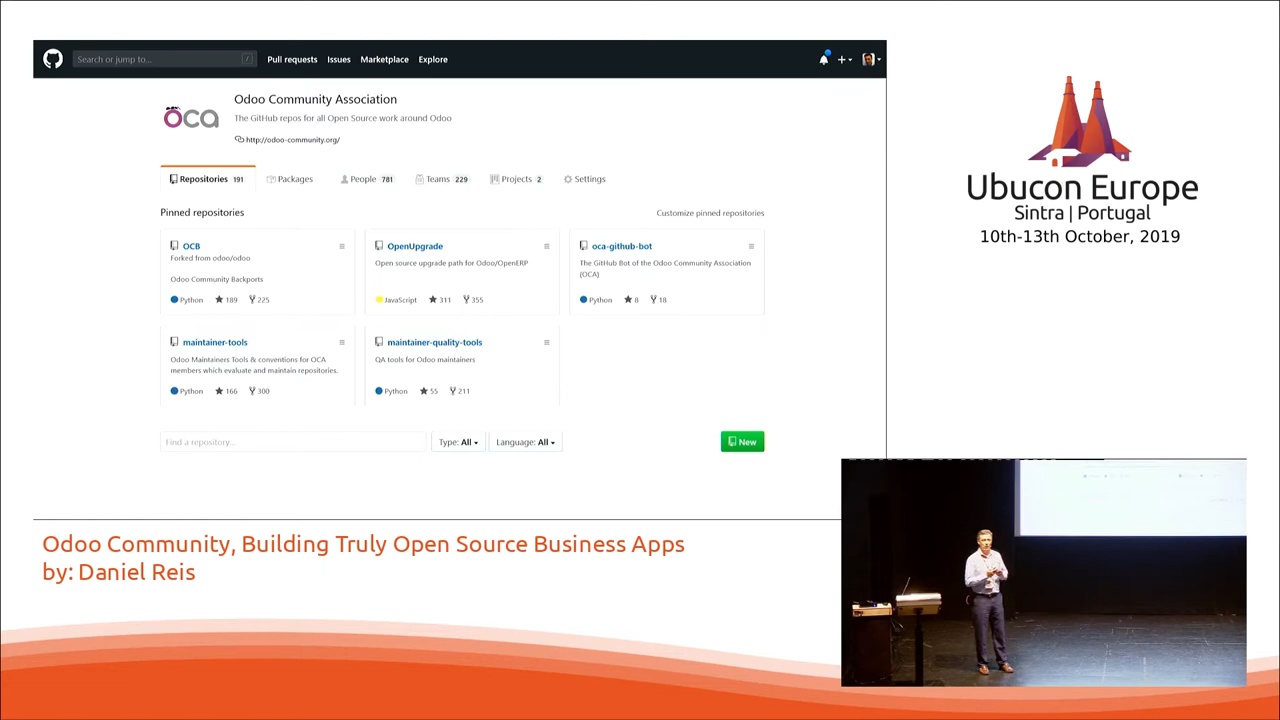 Search or jump to...
/
Pull requests
Issues
Marketplace
Explore
OCA
Odoo Community Association
The GitHub repos for all Open Source work around Odoo
http://odoo-community.org/
Repositories 191
Packages
People 781
Teams 229
Projects 2
Settings
Pinned repositories
Customize pinned repositories
OCB
Forked from odoo/odoo
Odoo Community Backports
Python 189 225
OpenUpgrade
Open source upgrade path for Odoo/OpenERP
JavaScript 311 355
oca-github-bot
The GitHub Bot of the Odoo Community Association
(OCA)
Python 8 18
maintainer-tools
Odoo Maintainers Tools & conventions for OCA
members which evaluate and maintain repositories.
Python 166 300
maintainer-quality-tools
QA tools for Odoo maintainers
Python 55 211
Find a repository...
Type: All
Language: All
New
Ubucon Europe
Sintra | Portugal
10th-13th October, 2019
Odoo Community, Building Truly Open Source Business Apps
by: Daniel Reis